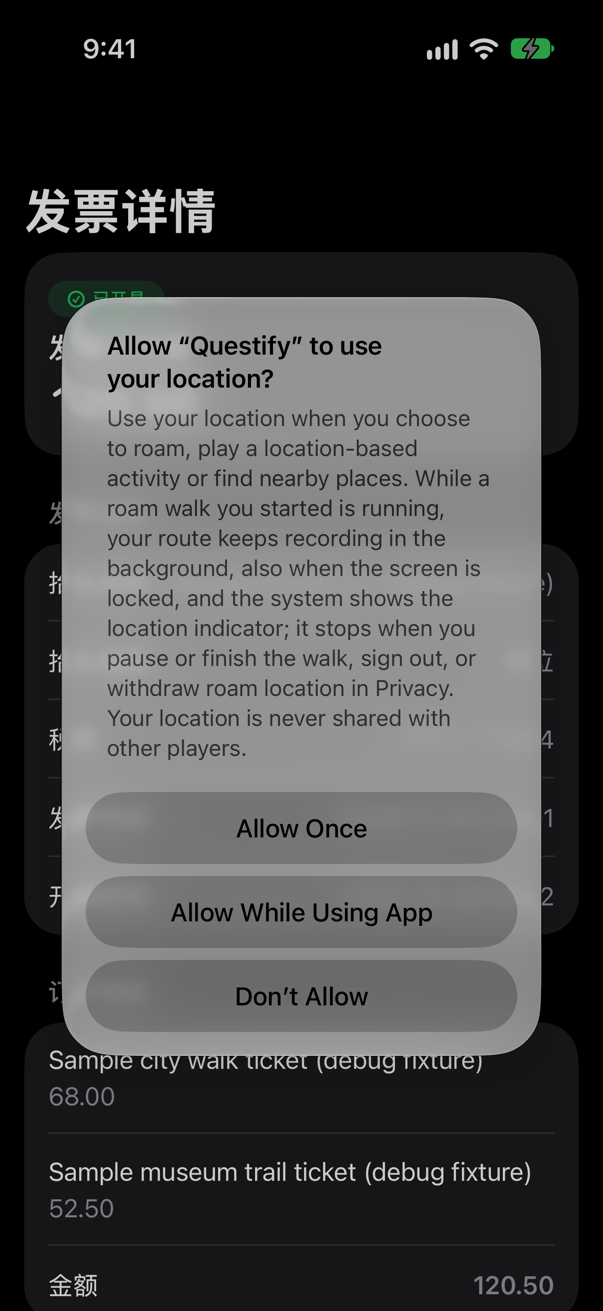 9:41
发票详情
Allow “Questify” to use
your location?
Use your location when you choose
to roam, play a location-based
activity or find nearby places. While a
roam walk you started is running,
your route keeps recording in the
background, also when the screen is
locked, and the system shows the
location indicator; it stops when you
pause or finish the walk, sign out, or
withdraw roam location in Privacy.
Your location is never shared with
other players.
Allow Once
Allow While Using App
Don’t Allow
Sample city walk ticket (debug fixture)
68.00
Sample museum trail ticket (debug fixture)
52.50
金额
120.50